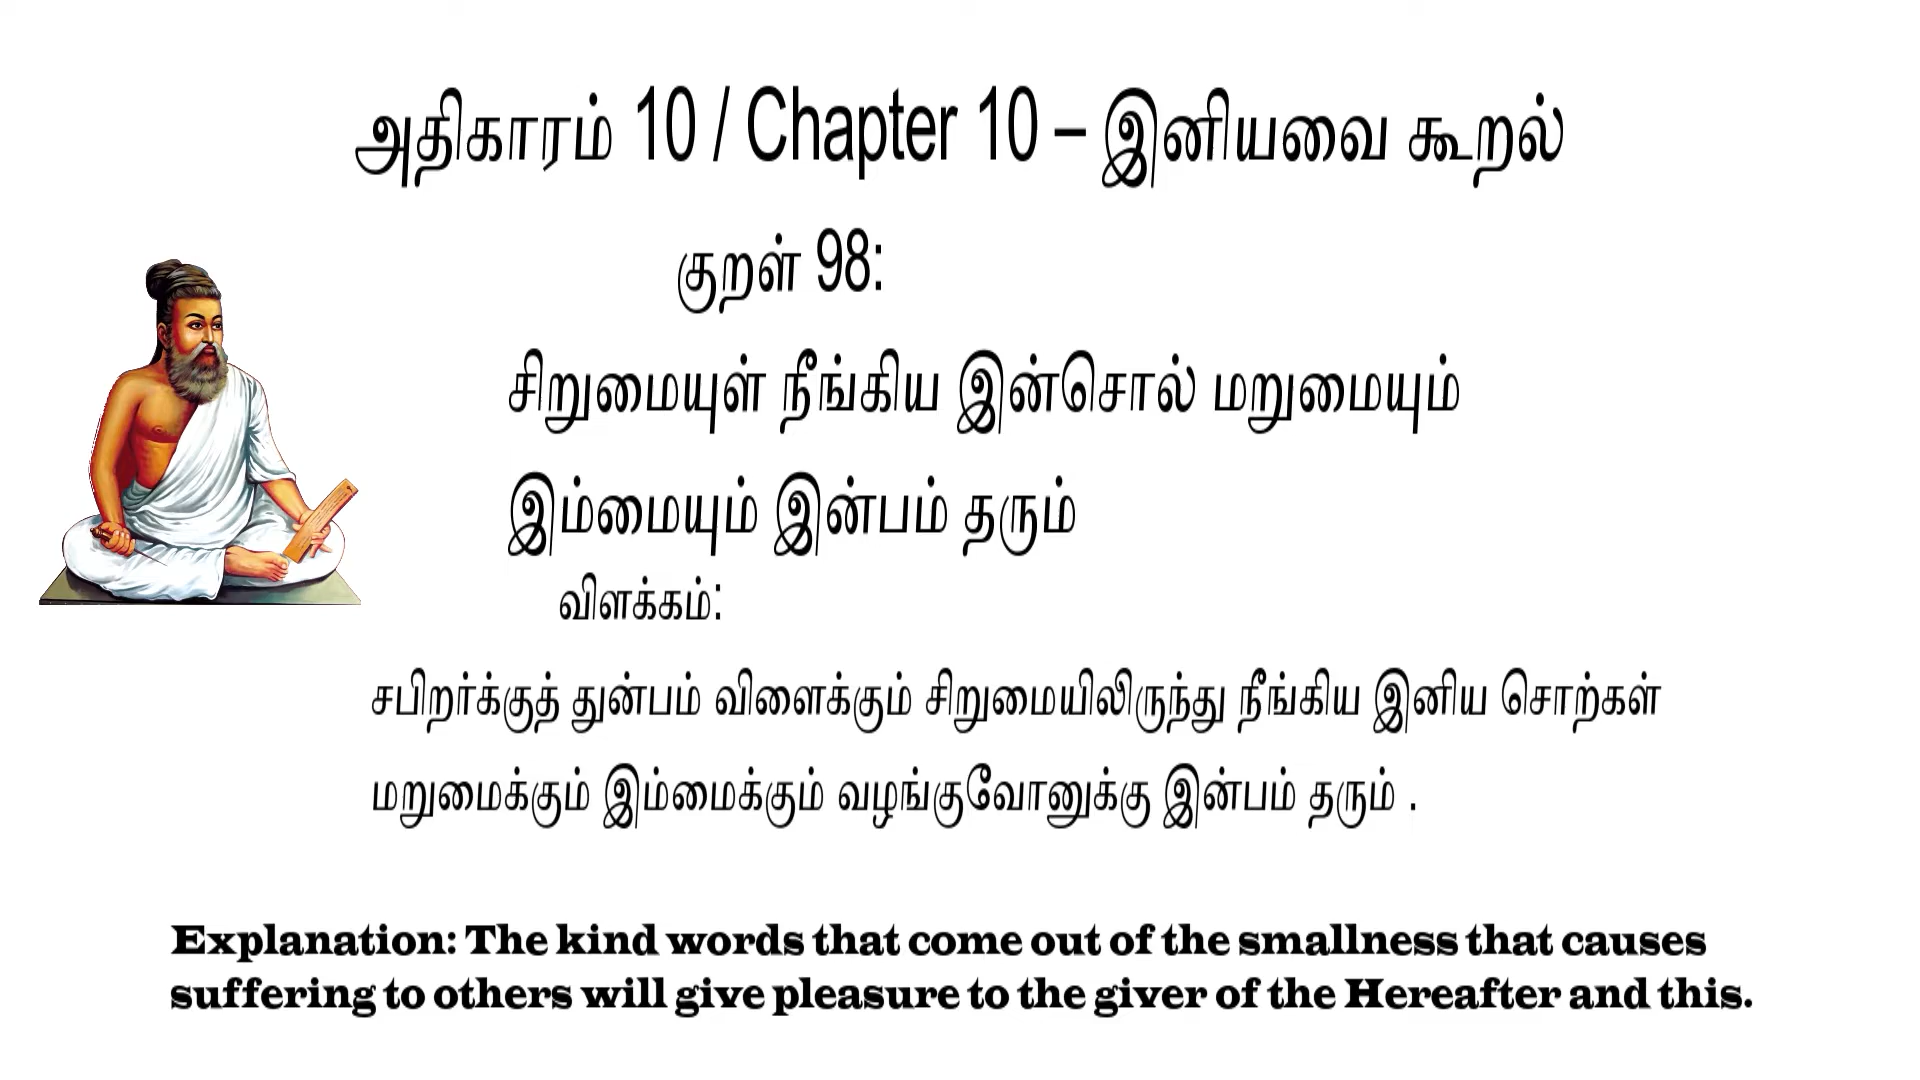 அதிகாரம் 10 / Chapter 10 – இனியவை கூறல்
குறள் 98:
சிறுமையுள் நீங்கிய இன்சொல் மறுமையும்
இம்மையும் இன்பம் தரும்
விளக்கம்:
சபிறர்க்குத் துன்பம் விளைக்கும் சிறுமையிலிருந்து நீங்கிய இனிய சொற்கள்
மறுமைக்கும் இம்மைக்கும் வழங்குவோனுக்கு இன்பம் தரும் .
Explanation: The kind words that come out of the smallness that causes
suffering to others will give pleasure to the giver of the Hereafter and this.